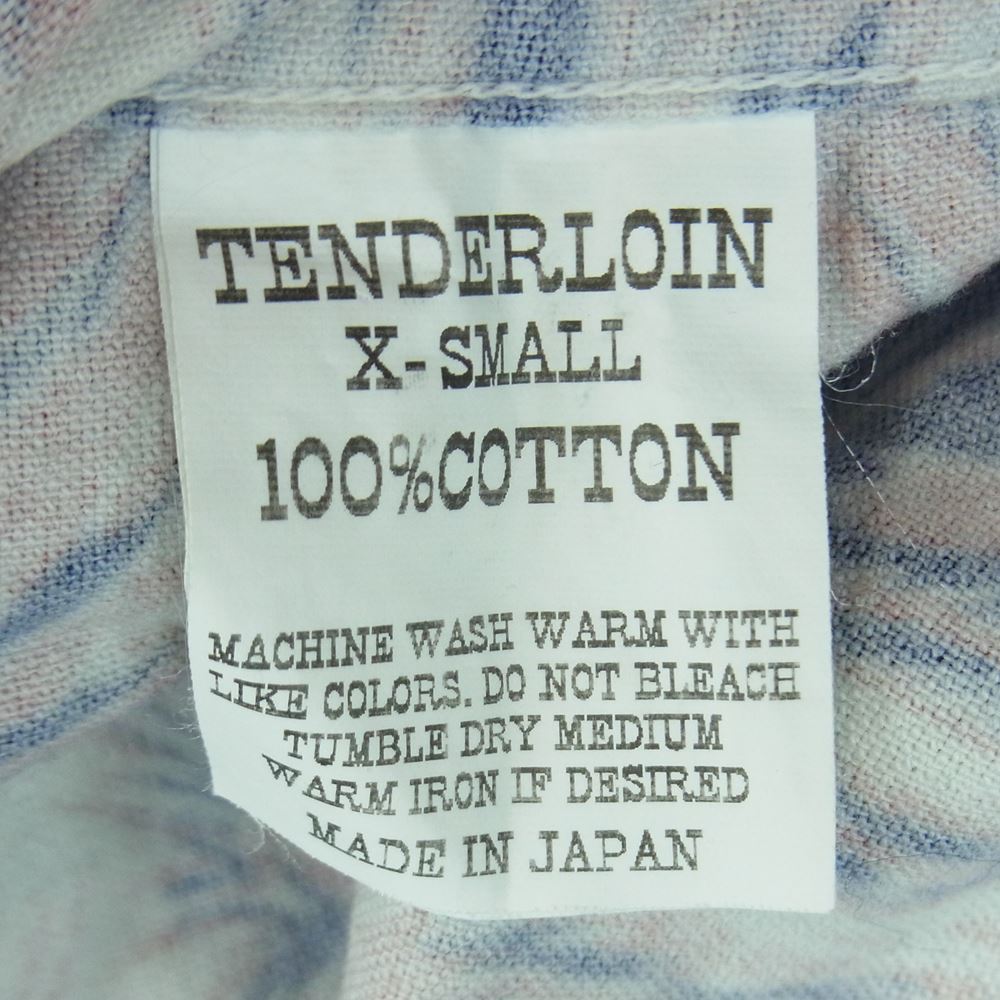 TENDERLOIN
X-SMALL
100%COTTON
MACHINE WASH WARM WITH
LIKE COLORS. DO NOT BLEACH
TUMBLE DRY MEDIUM
WARM IRON IF DESIRED
MADE IN JAPAN